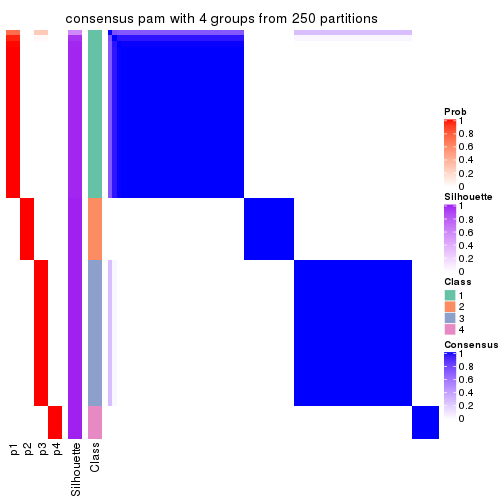 consensus pam with 4 groups from 250 partitions
Prob
1
0.8
0.6
0.4
0.2
0
Silhouette
1
0.8
0.6
0.4
0.2
0
Class
1
2
3
4
Consensus
1
0.8
0.6
0.4
0.2
0
p1
p2
p3
p4
Silhouette
Class